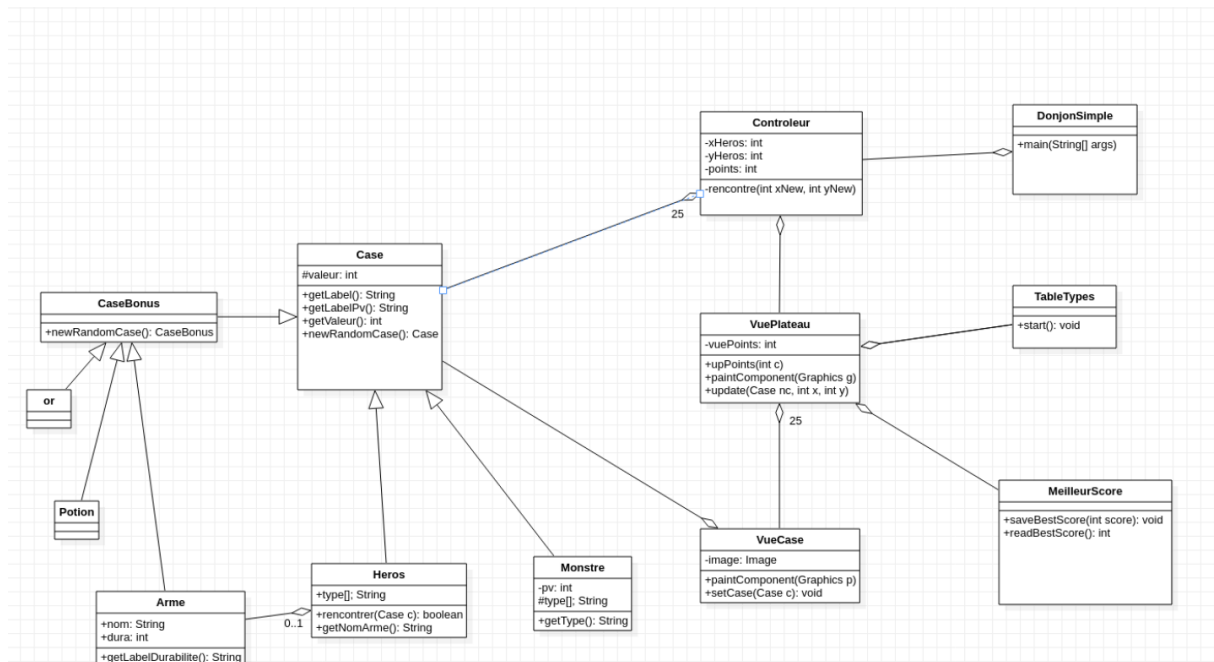 Controleur
-xHeros: int
-yHeros: int
-points: int
-rencontre(int xNew, int yNew)
DonjonSimple
+main(String[] args)
25
Case
#valeur: int
+getLabel(): String
+getLabelPv(): String
+getValeur(): int
+newRandomCase(): Case
CaseBonus
+newRandomCase(): CaseBonus
TableTypes
+start(): void
VuePlateau
-vuePoints: int
+upPoints(int c)
+paintComponent(Graphics g)
+update(Case nc, int x, int y)
25
or
Potion
MeilleurScore
+saveBestScore(int score): void
+readBestScore(): int
VueCase
-image: Image
+paintComponent(Graphics p)
+setCase(Case c): void
Monstre
-pv: int
#type[]; String
+getType(): String
Heros
+type[]; String
+rencontrer(Case c): boolean
+getNomArme(): String
0..1
Arme
+nom: String
+dura: int
+getLabelDurabilite(): String